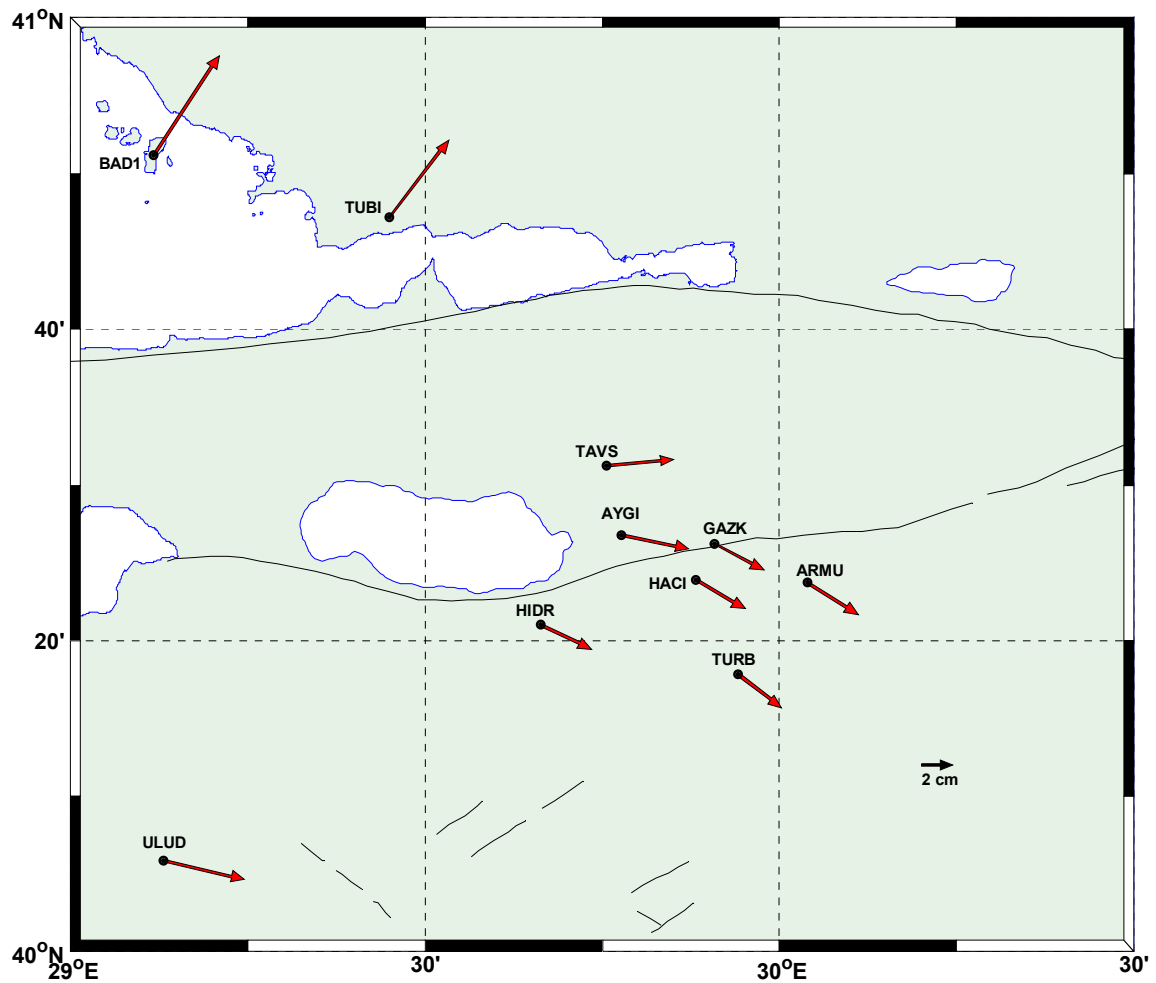 41°N
BAD1
TUBI
40'
TAVS
AYGI
GAZK
HACI
ARMU
HIDR
20'
TURB
2 cm
ULUD
40°N
29°E
30'
30°E
30'